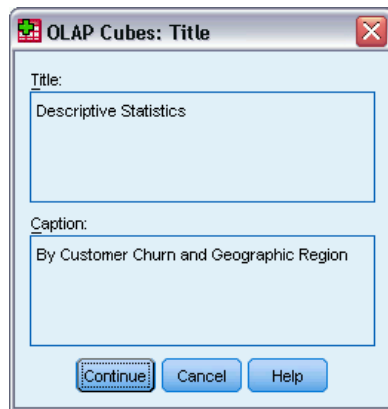 OLAP Cubes: Title
Title:
Descriptive Statistics
Caption:
By Customer Churn and Geographic Region
Continue Cancel Help